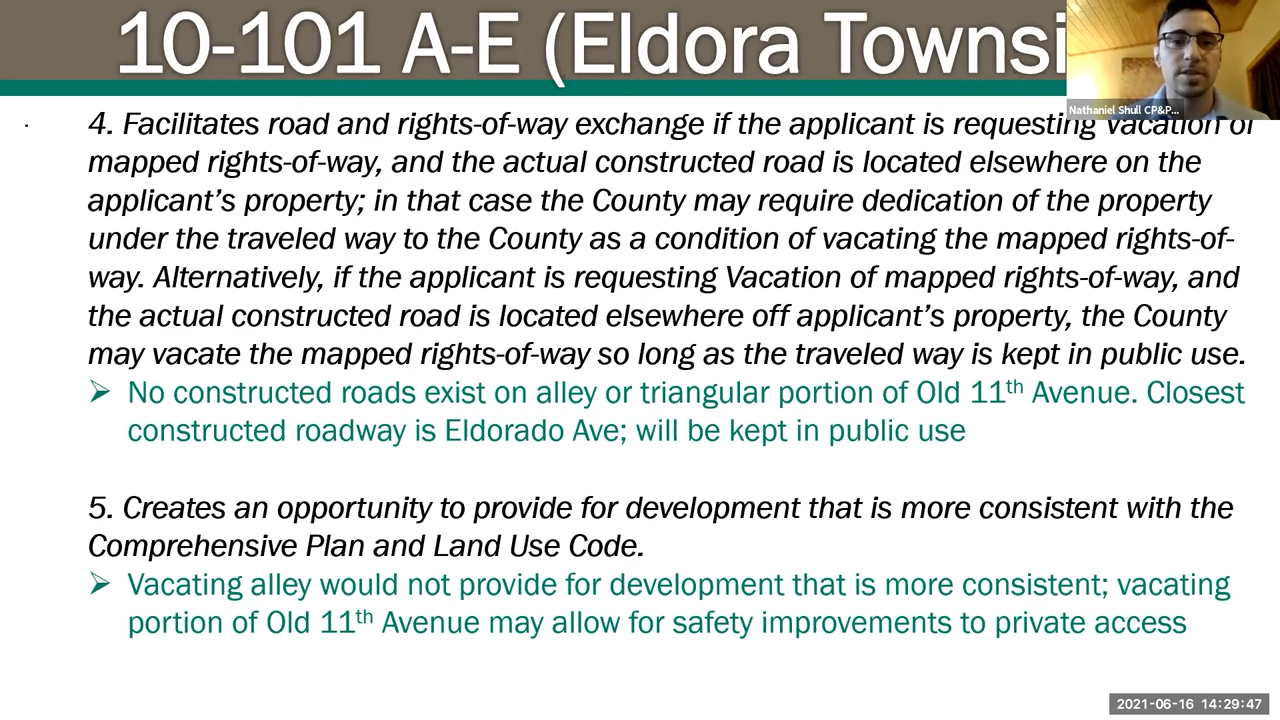 10-101 A-E (Eldora Townsi
Nathaniel Shull CP&P...
4. Facilitates road and rights-of-way exchange if the applicant is requesting Vacation of
mapped rights-of-way, and the actual constructed road is located elsewhere on the
applicant's property; in that case the County may require dedication of the property
under the traveled way to the County as a condition of vacating the mapped rights-of-
way. Alternatively, if the applicant is requesting Vacation of mapped rights-of-way, and
the actual constructed road is located elsewhere off applicant's property, the County
may vacate the mapped rights-of-way so long as the traveled way is kept in public use.
➢ No constructed roads exist on alley or triangular portion of Old 11th Avenue. Closest
constructed roadway is Eldorado Ave; will be kept in public use
5. Creates an opportunity to provide for development that is more consistent with the
Comprehensive Plan and Land Use Code.
➢ Vacating alley would not provide for development that is more consistent; vacating
portion of Old 11th Avenue may allow for safety improvements to private access
2021-06-16 14:29:47